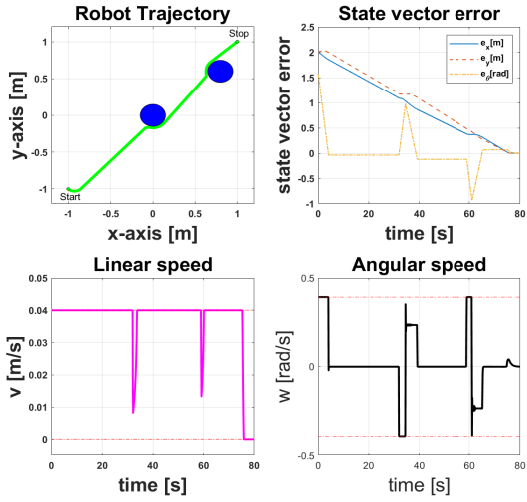 Robot Trajectory
y-axis [m]
1
0.5
0
-0.5
-1
Stop
Start
-1
-0.5
0
0.5
1
x-axis [m]
State vector error
state vector error
2.5
2
1.5
1
0.5
0
-0.5
-1
e_x[m]
e_y[m]
e_θ[rad]
0
20
40
60
80
time [s]
Linear speed
v [m/s]
0.05
0.04
0.03
0.02
0.01
0
0
20
40
60
80
time [s]
Angular speed
w [rad/s]
0.5
0
-0.5
0
20
40
60
80
time [s]